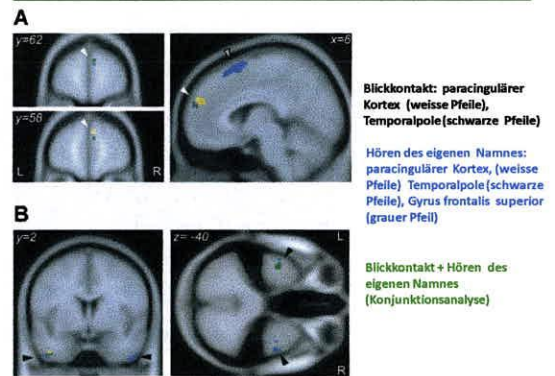 A
y=62
x=6
y=58
L
R
Blickkontakt: paracingulärer
Kortex (weisse Pfeile),
Temporalpole (schwarze Pfeile)
Hören des eigenen Namnes:
paracingulärer Kortex, (weisse
Pfeile) Temporalpole (schwarze
Pfeile), Gyrus frontalis superior
(grauer Pfeil)
B
y=2
z= -40
L
R
Blickkontakt + Hören des
eigenen Namnes
(Konjunktionsanalyse)